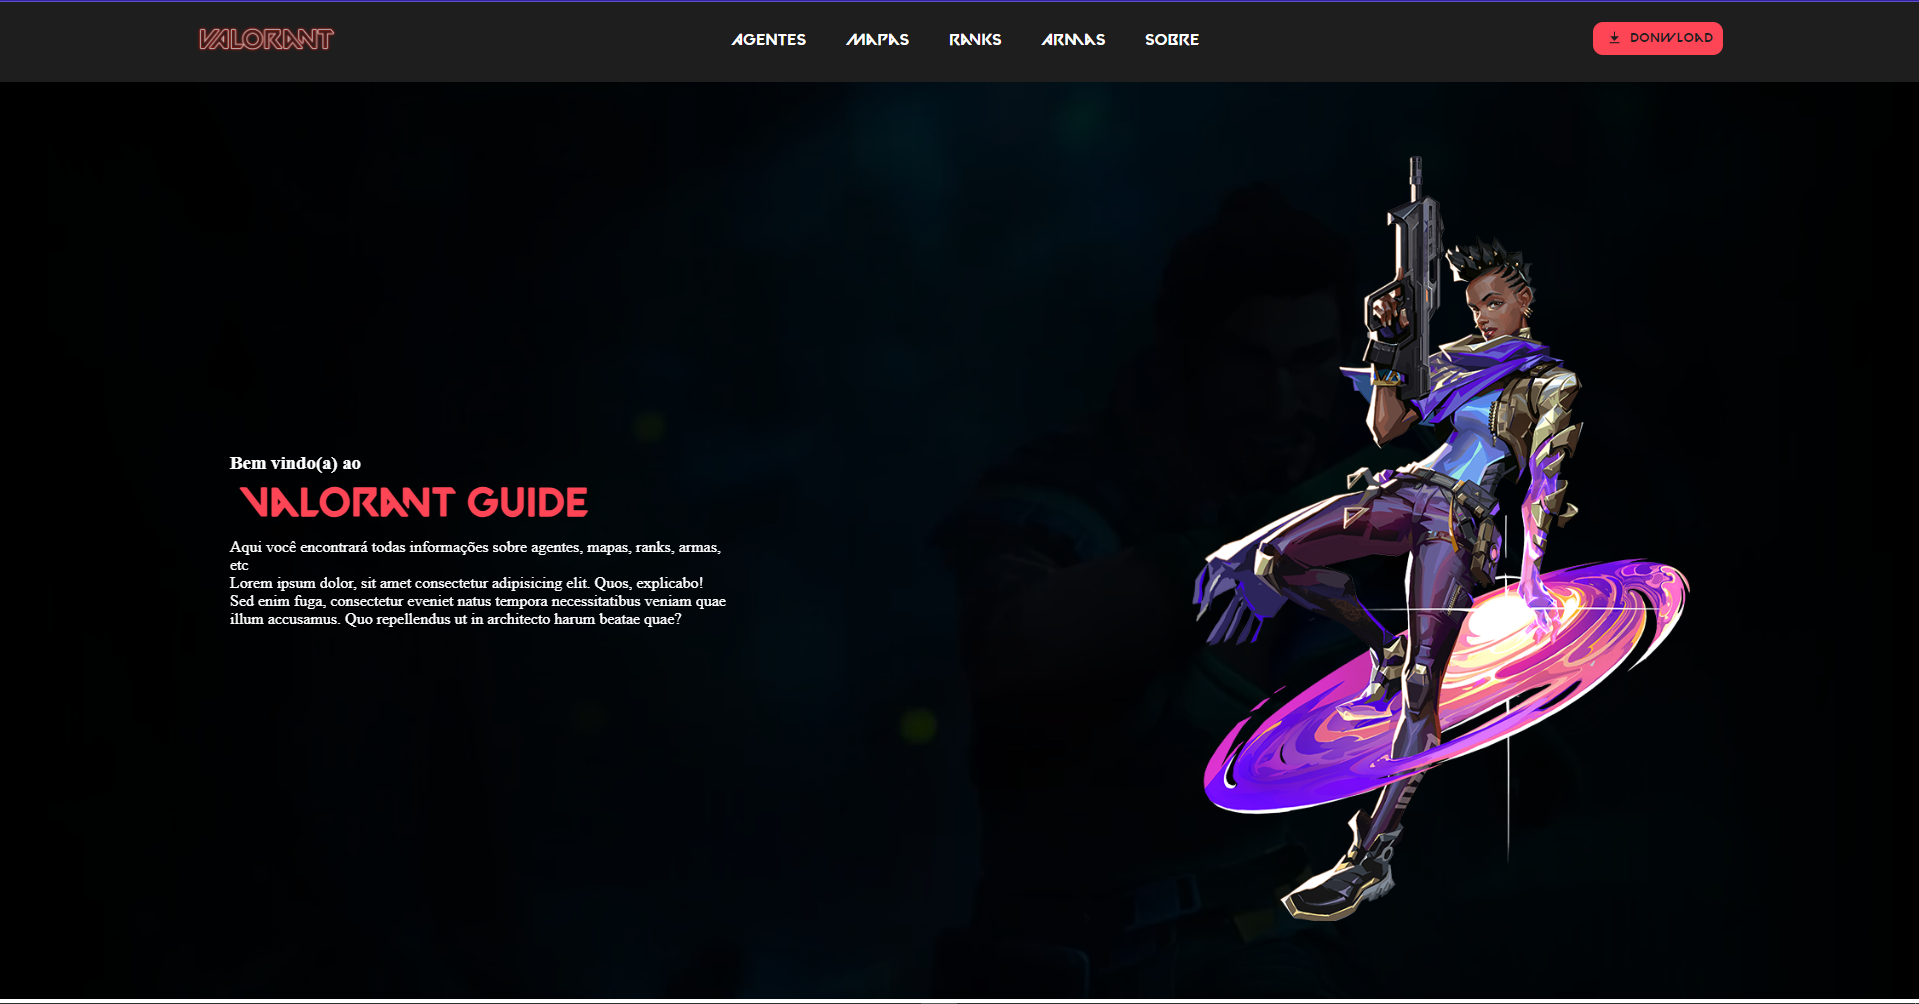 VALORANT
AGENTES MAPAS RANKS ARMAS SOBRE
DONWLOAD
Bem vindo(a) ao
VALORANT GUIDE
Aqui você encontrará todas informações sobre agentes, mapas, ranks, armas,
etc
Lorem ipsum dolor, sit amet consectetur adipisicing elit. Quos, explicabo!
Sed enim fuga, consectetur eveniet natus tempora necessitatibus veniam quae
illum accusamus. Quo repellendus ut in architecto harum beatae quae?